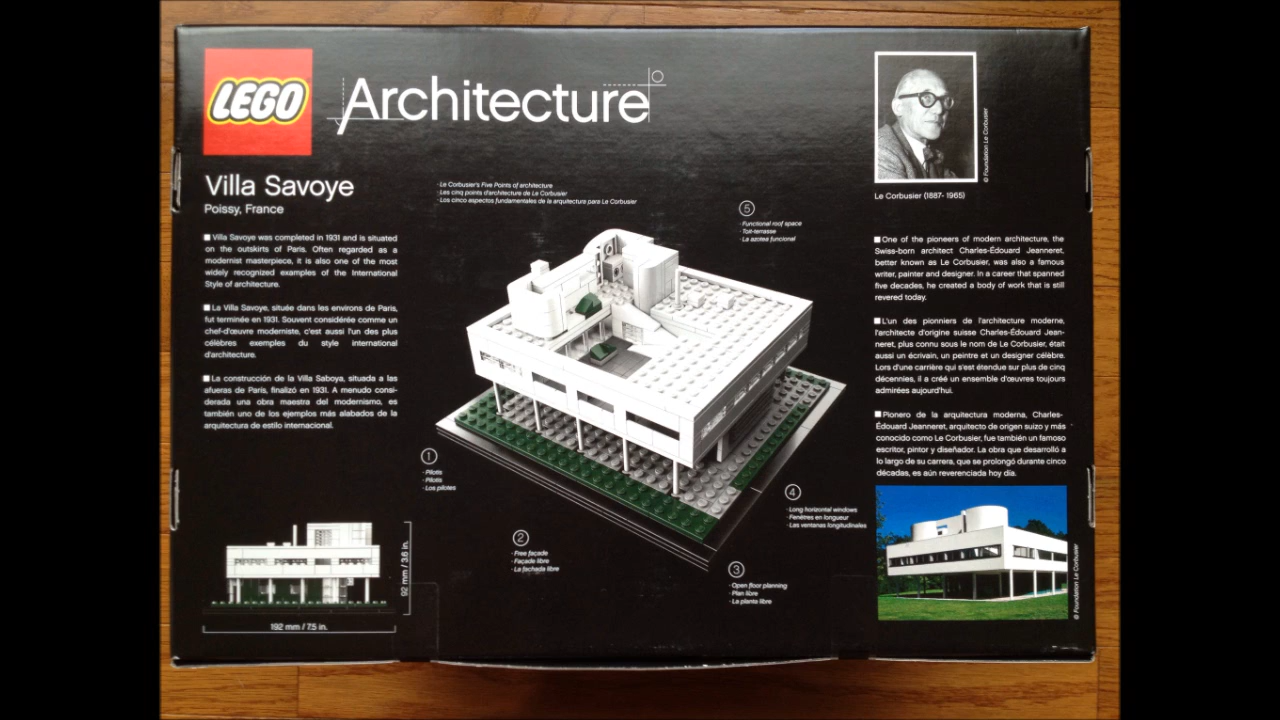 LEGO
Architecture
Villa Savoye
Poissy, France
Villa Savoye was completed in 1931 and is situated
on the outskirts of Paris. Often regarded as a
modernist masterpiece, it is also one of the most
widely recognized examples of the International
Style of architecture.
La Villa Savoye, située dans les environs de Paris,
fut terminée en 1931. Souvent considérée comme un
chef-d'œuvre moderniste, c'est aussi l'un des plus
célèbres exemples du style international
d'architecture.
La construcción de la Villa Saboya, situada a las
afueras de París, finalizó en 1931. A menudo consi-
derada una obra maestra del modernismo, es
también uno de los ejemplos más alabados de la
arquitectura de estilo internacional.
92 mm / 3.6 in.
192 mm / 7.5 in.
· Le Corbusier's Five Points of architecture
· Les cinq points d'architecture de Le Corbusier
· Los cinco aspectos fundamentales de la arquitectura para Le Corbusier
5
· Functional roof space
· Toit-terrasse
· La azotea funcional
1
· Pilotis
· Pilotis
· Los pilotes
2
· Free façade
· Façade libre
· La fachada libre
3
· Open floor planning
· Plan libre
· La planta libre
4
· Long horizontal windows
· Fenêtres en longueur
· Las ventanas longitudinales
© Foundation Le Corbusier
Le Corbusier (1887- 1965)
One of the pioneers of modern architecture, the
Swiss-born architect Charles-Édouard Jeanneret,
better known as Le Corbusier, was also a famous
writer, painter and designer. In a career that spanned
five decades, he created a body of work that is still
revered today.
L'un des pionniers de l'architecture moderne,
l'architecte d'origine suisse Charles-Édouard Jean-
neret, plus connu sous le nom de Le Corbusier, était
aussi un écrivain, un peintre et un designer célèbre.
Lors d'une carrière qui s'est étendue sur plus de cinq
décennies, il a créé un ensemble d'œuvres toujours
admirées aujourd'hui.
Pionero de la arquitectura moderna, Charles-
Édouard Jeanneret, arquitecto de origen suizo y más
conocido como Le Corbusier, fue también un famoso
escritor, pintor y diseñador. La obra que desarrolló a
lo largo de su carrera, que se prolongó durante cinco
décadas, es aún reverenciada hoy día.
© Foundation Le Corbusier